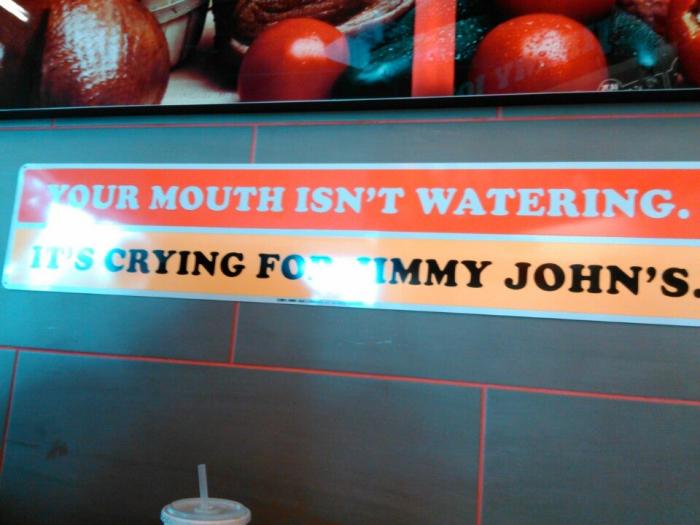 YOUR MOUTH ISN'T WATERING.
IT'S CRYING FOR JIMMY JOHN'S.